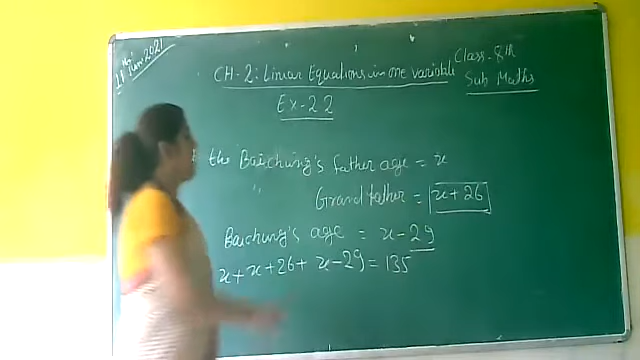 11 Jun 2021
CH-2: Linear Equations in one variable
Class-8th
Sub Maths
Ex-2.2
the Baichung's father age = x
Grand father = x+26
Baichung's age = x-29
x+x+26+x-29=135